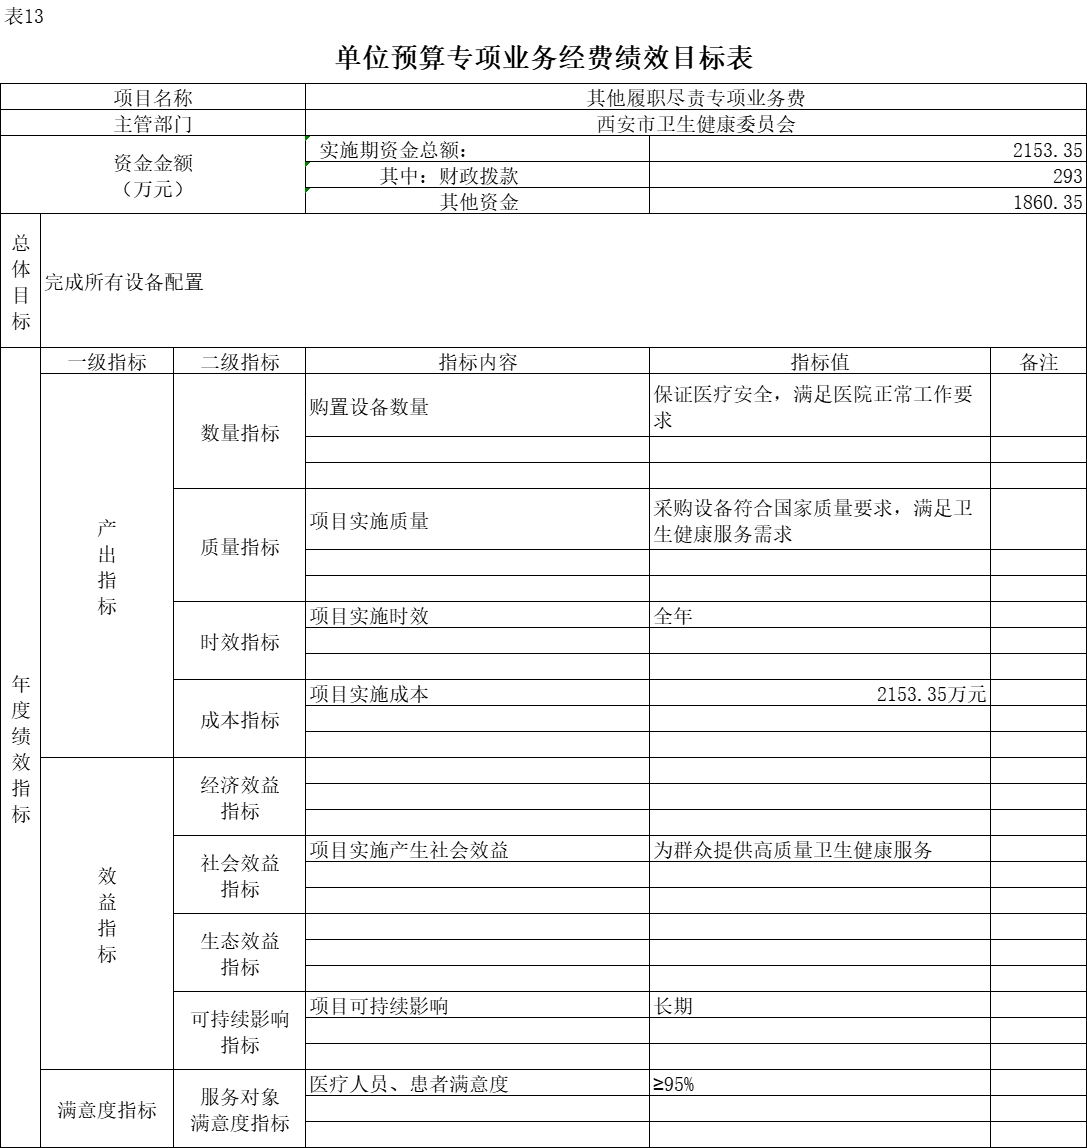 表13
单位预算专项业务经费绩效目标表
项目名称
其他履职尽责专项业务费
主管部门
西安市卫生健康委员会
资金金额
（万元）
实施期资金总额：
2153.35
其中：财政拨款
293
其他资金
1860.35
总
体
目
标
完成所有设备配置
年
度
绩
效
指
标
一级指标
二级指标
指标内容
指标值
备注
产
出
指
标
数量指标
购置设备数量
保证医疗安全，满足医院正常工作要
求
质量指标
项目实施质量
采购设备符合国家质量要求，满足卫
生健康服务需求
时效指标
项目实施时效
全年
成本指标
项目实施成本
2153.35万元
效
益
指
标
经济效益
指标
社会效益
指标
项目实施产生社会效益
为群众提供高质量卫生健康服务
生态效益
指标
可持续影响
指标
项目可持续影响
长期
满意度指标
服务对象
满意度指标
医疗人员、患者满意度
≥95%